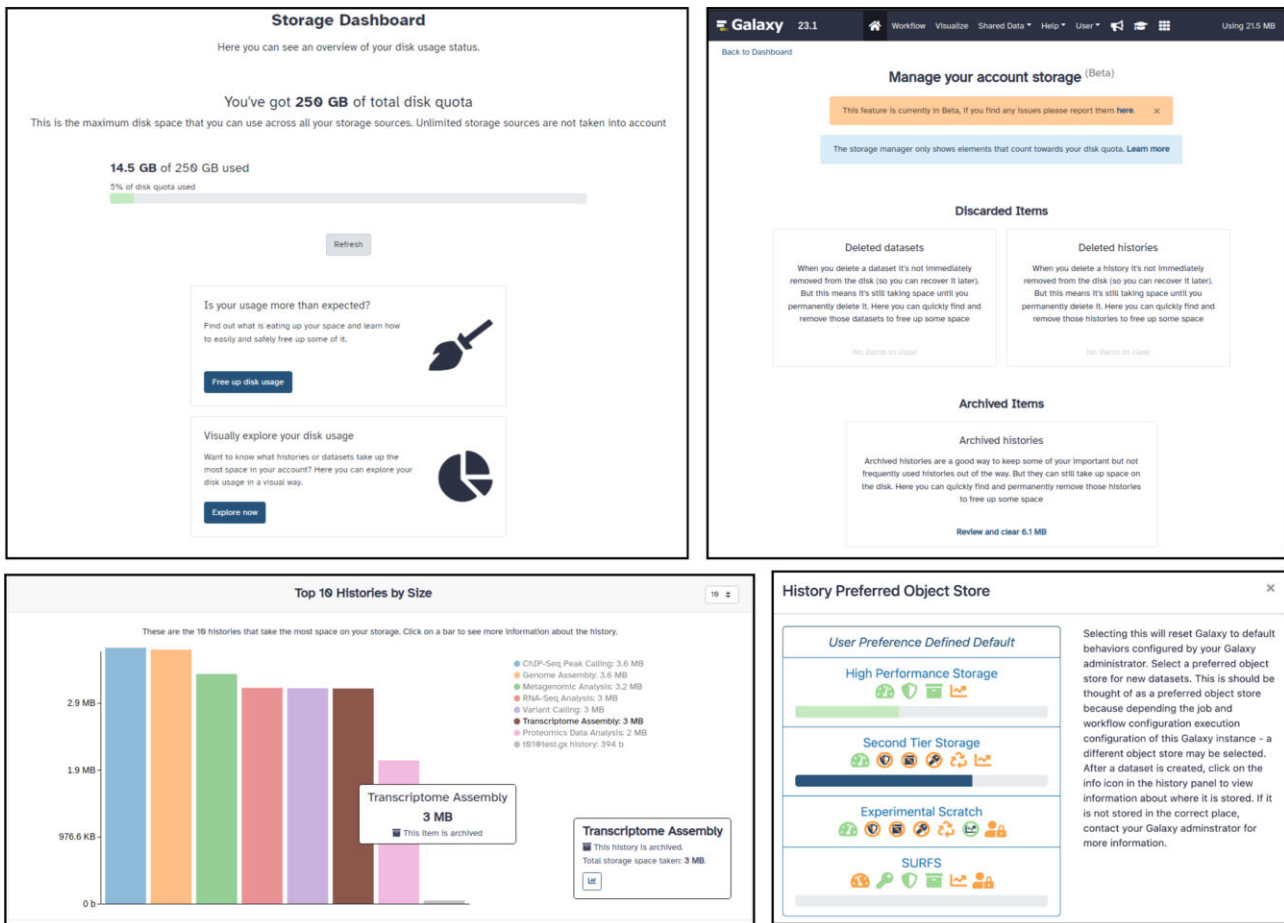 Storage Dashboard
Here you can see an overview of your disk usage status.
You've got 250 GB of total disk quota
This is the maximum disk space that you can use across all your storage sources. Unlimited storage sources are not taken into account
14.5 GB of 250 GB used
5% of disk quota used
Refresh
Is your usage more than expected?
Find out what is eating up your space and learn how
to easily and safely free up some of it.
Free up disk usage
Visually explore your disk usage
Want to know what histories or datasets take up the
most space in your account? Here you can explore your
disk usage in a visual way.
Explore now
Galaxy 23.1 Workflow Visualize Shared Data Help User Using 21.5 MB
Back to Dashboard
Manage your account storage (Beta)
This feature is currently in Beta, if you find any issues please report them here. ×
The storage manager only shows elements that count towards your disk quota. Learn more
Discarded Items
Deleted datasets
When you delete a dataset it's not immediately
removed from the disk (so you can recover it later).
But this means it's still taking space until you
permanently delete it. Here you can quickly find and
remove those datasets to free up some space
No items to clear
Deleted histories
When you delete a history it's not immediately
removed from the disk (so you can recover it later).
But this means it's still taking space until you
permanently delete it. Here you can quickly find and
remove those histories to free up some space
No items to clear
Archived Items
Archived histories
Archived histories are a good way to keep some of your important but not
frequently used histories out of the way. But they can still take up space on
the disk. Here you can quickly find and permanently remove those histories
to free up some space
Review and clear 6.1 MB
Top 10 Histories by Size
10
These are the 10 histories that take the most space on your storage. Click on a bar to see more information about the history.
2.9 MB
1.9 MB
976.6 KB
0 b
ChIP-Seq Peak Calling: 3.6 MB
Genome Assembly: 3.6 MB
Metagenomic Analysis: 3.2 MB
RNA-Seq Analysis: 3 MB
Variant Calling: 3 MB
Transcriptome Assembly: 3 MB
Proteomics Data Analysis: 2 MB
t01@test.gx history: 394 b
Transcriptome Assembly
3 MB
This item is archived
Transcriptome Assembly
This history is archived.
Total storage space taken: 3 MB.
History Preferred Object Store ×
User Preference Defined Default
High Performance Storage
Second Tier Storage
Experimental Scratch
SURFS
Selecting this will reset Galaxy to default
behaviors configured by your Galaxy
administrator. Select a preferred object
store for new datasets. This is should be
thought of as a preferred object store
because depending the job and
workflow configuration execution
configuration of this Galaxy instance - a
different object store may be selected.
After a dataset is created, click on the
info icon in the history panel to view
information about where it is stored. If it
is not stored in the correct place,
contact your Galaxy adminstrator for
more information.